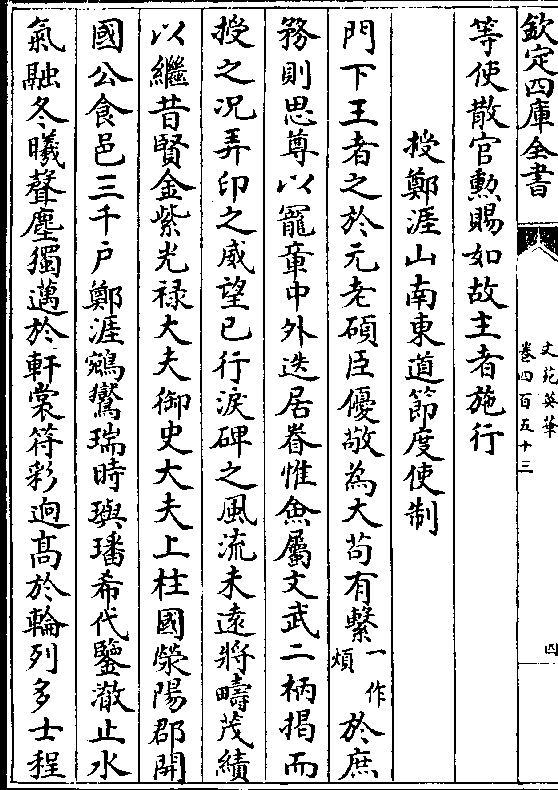 欽定四庫全書
文苑英華
卷四百五十三
四
等使散官勲賜如故主者施行
授鄭涯山南東道節度使制
門下王者之於元老碩臣優敬為大苟有繫一作煩於庶
務則思尊以寵章中外迭居眷惟僉屬文武二柄揭而
授之况弄印之威望已行淚碑之風流未遠將疇茂績
以繼昔賢金紫光禄大夫御史大夫上柱國滎陽郡開
國公食邑三千户鄭涯鵷鸞瑞時璵璠希代鑒澈止水
氣融冬曦聲塵獨邁於軒裳符彩逈高於輪列多士程